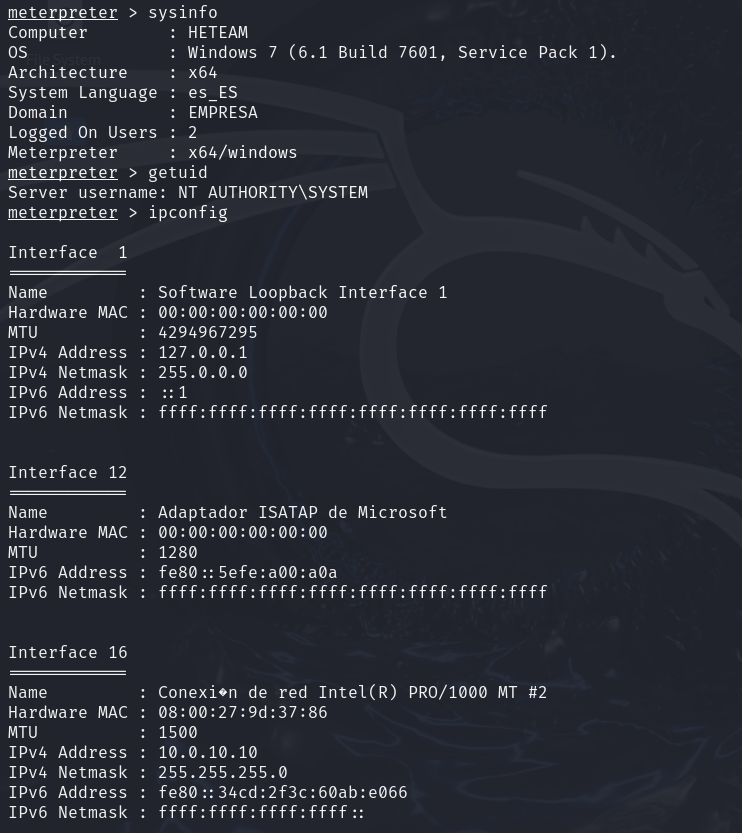 meterpreter > sysinfo
Computer        : HETEAM
OS              : Windows 7 (6.1 Build 7601, Service Pack 1).
Architecture    : x64
System Language : es_ES
Domain          : EMPRESA
Logged On Users : 2
Meterpreter     : x64/windows
meterpreter > getuid
Server username: NT AUTHORITY\SYSTEM
meterpreter > ipconfig

Interface  1
============
Name         : Software Loopback Interface 1
Hardware MAC : 00:00:00:00:00:00
MTU          : 4294967295
IPv4 Address : 127.0.0.1
IPv4 Netmask : 255.0.0.0
IPv6 Address : ::1
IPv6 Netmask : ffff:ffff:ffff:ffff:ffff:ffff:ffff:ffff

Interface 12
============
Name         : Adaptador ISATAP de Microsoft
Hardware MAC : 00:00:00:00:00:00
MTU          : 1280
IPv6 Address : fe80::5efe:a00:a0a
IPv6 Netmask : ffff:ffff:ffff:ffff:ffff:ffff:ffff:ffff

Interface 16
============
Name         : Conexi�n de red Intel(R) PRO/1000 MT #2
Hardware MAC : 08:00:27:9d:37:86
MTU          : 1500
IPv4 Address : 10.0.10.10
IPv4 Netmask : 255.255.255.0
IPv6 Address : fe80::34cd:2f3c:60ab:e066
IPv6 Netmask : ffff:ffff:ffff:ffff::